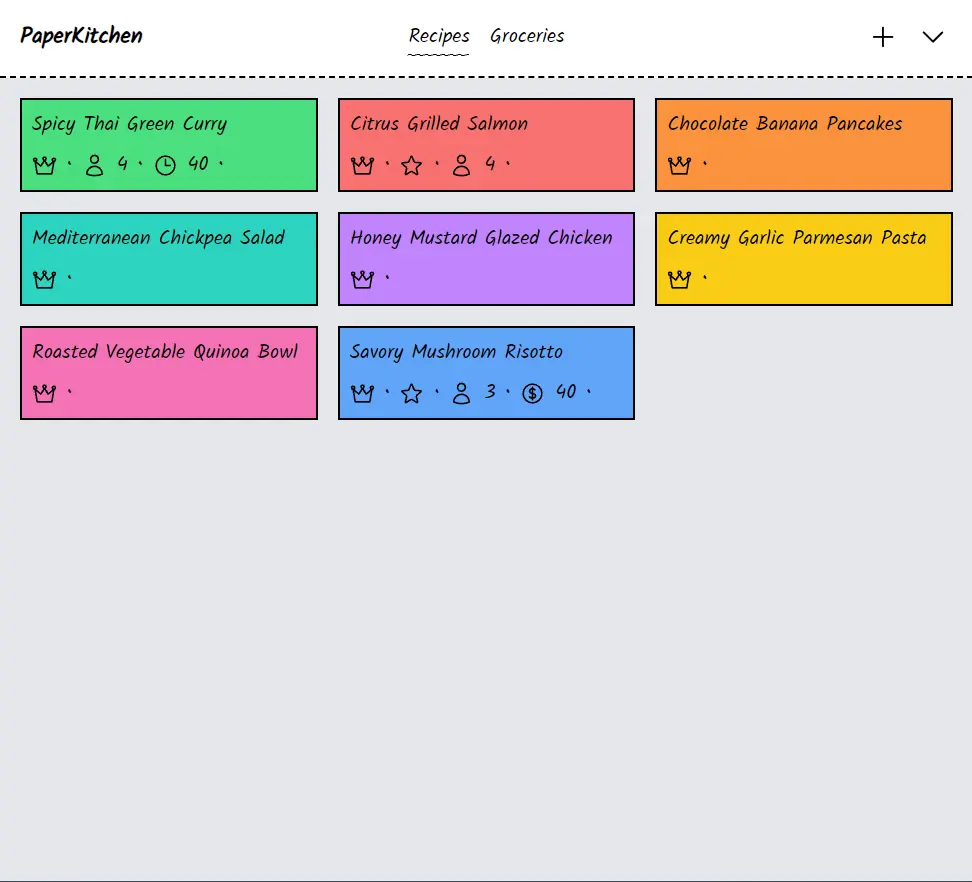 PaperKitchen
Recipes Groceries
Spicy Thai Green Curry
· 4 · 40 ·
Citrus Grilled Salmon
· · 4 ·
Chocolate Banana Pancakes
·
Mediterranean Chickpea Salad
·
Honey Mustard Glazed Chicken
·
Creamy Garlic Parmesan Pasta
·
Roasted Vegetable Quinoa Bowl
·
Savory Mushroom Risotto
· · 3 · $ 40 ·